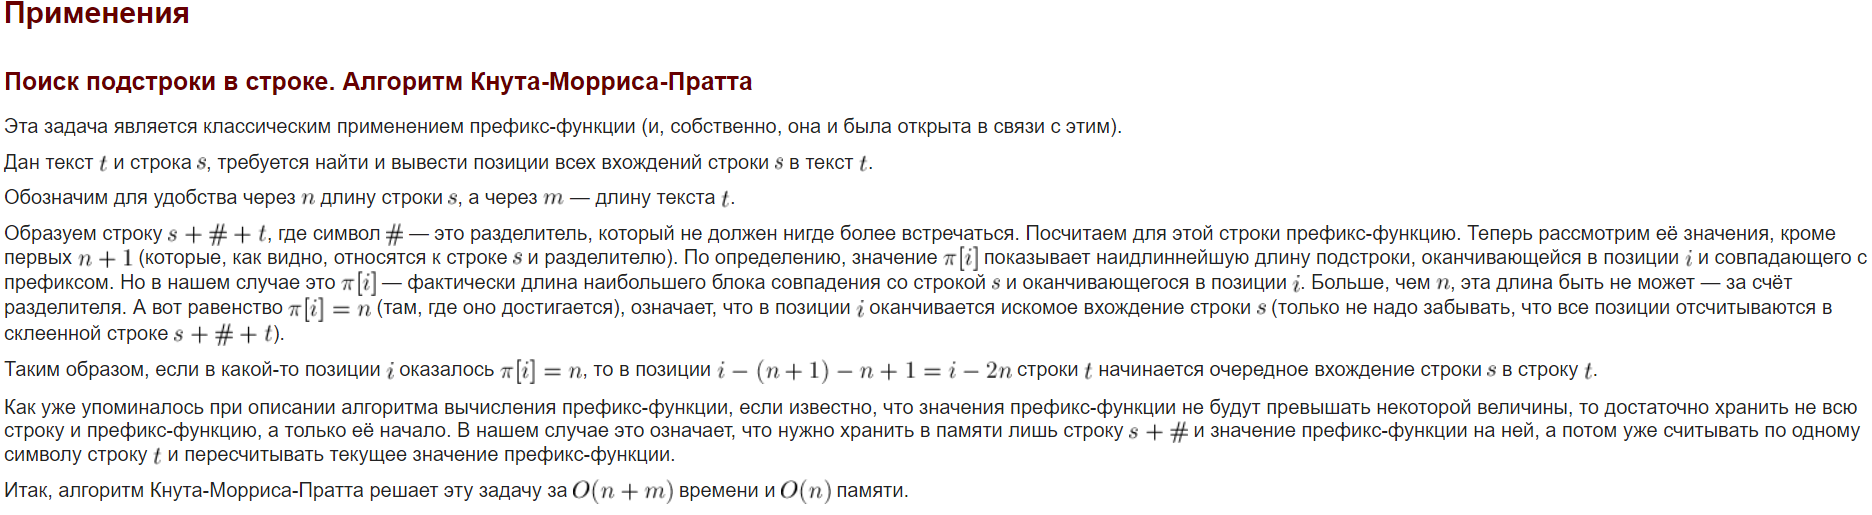 Применения
Поиск подстроки в строке. Алгоритм Кнута-Морриса-Пратта
Эта задача является классическим применением префикс-функции (и, собственно, она и была открыта в связи с этим).
Дан текст t и строка s, требуется найти и вывести позиции всех вхождений строки s в текст t.
Обозначим для удобства через n длину строки s, а через m — длину текста t.
Образуем строку s + # + t, где символ # — это разделитель, который не должен нигде более встречаться. Посчитаем для этой строки префикс-функцию. Теперь рассмотрим её значения, кроме
первых n + 1 (которые, как видно, относятся к строке s и разделителю). По определению, значение π[i] показывает наидлиннейшую длину подстроки, оканчивающейся в позиции i и совпадающего с
префиксом. Но в нашем случае это π[i] — фактически длина наибольшего блока совпадения со строкой s и оканчивающегося в позиции i. Больше, чем n, эта длина быть не может — за счёт
разделителя. А вот равенство π[i] = n (там, где оно достигается), означает, что в позиции i оканчивается искомое вхождение строки s (только не надо забывать, что все позиции отсчитываются в
склеенной строке s + # + t).
Таким образом, если в какой-то позиции i оказалось π[i] = n, то в позиции i − (n + 1) − n + 1 = i − 2n строки t начинается очередное вхождение строки s в строку t.
Как уже упоминалось при описании алгоритма вычисления префикс-функции, если известно, что значения префикс-функции не будут превышать некоторой величины, то достаточно хранить не всю
строку и префикс-функцию, а только её начало. В нашем случае это означает, что нужно хранить в памяти лишь строку s + # и значение префикс-функции на ней, а потом уже считывать по одному
символу строку t и пересчитывать текущее значение префикс-функции.
Итак, алгоритм Кнута-Морриса-Пратта решает эту задачу за O(n + m) времени и O(n) памяти.